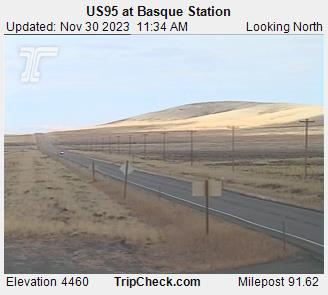 US95 at Basque Station
Updated: Nov 30 2023 11:34 AM Looking North
Elevation 4460 TripCheck.com Milepost 91.62